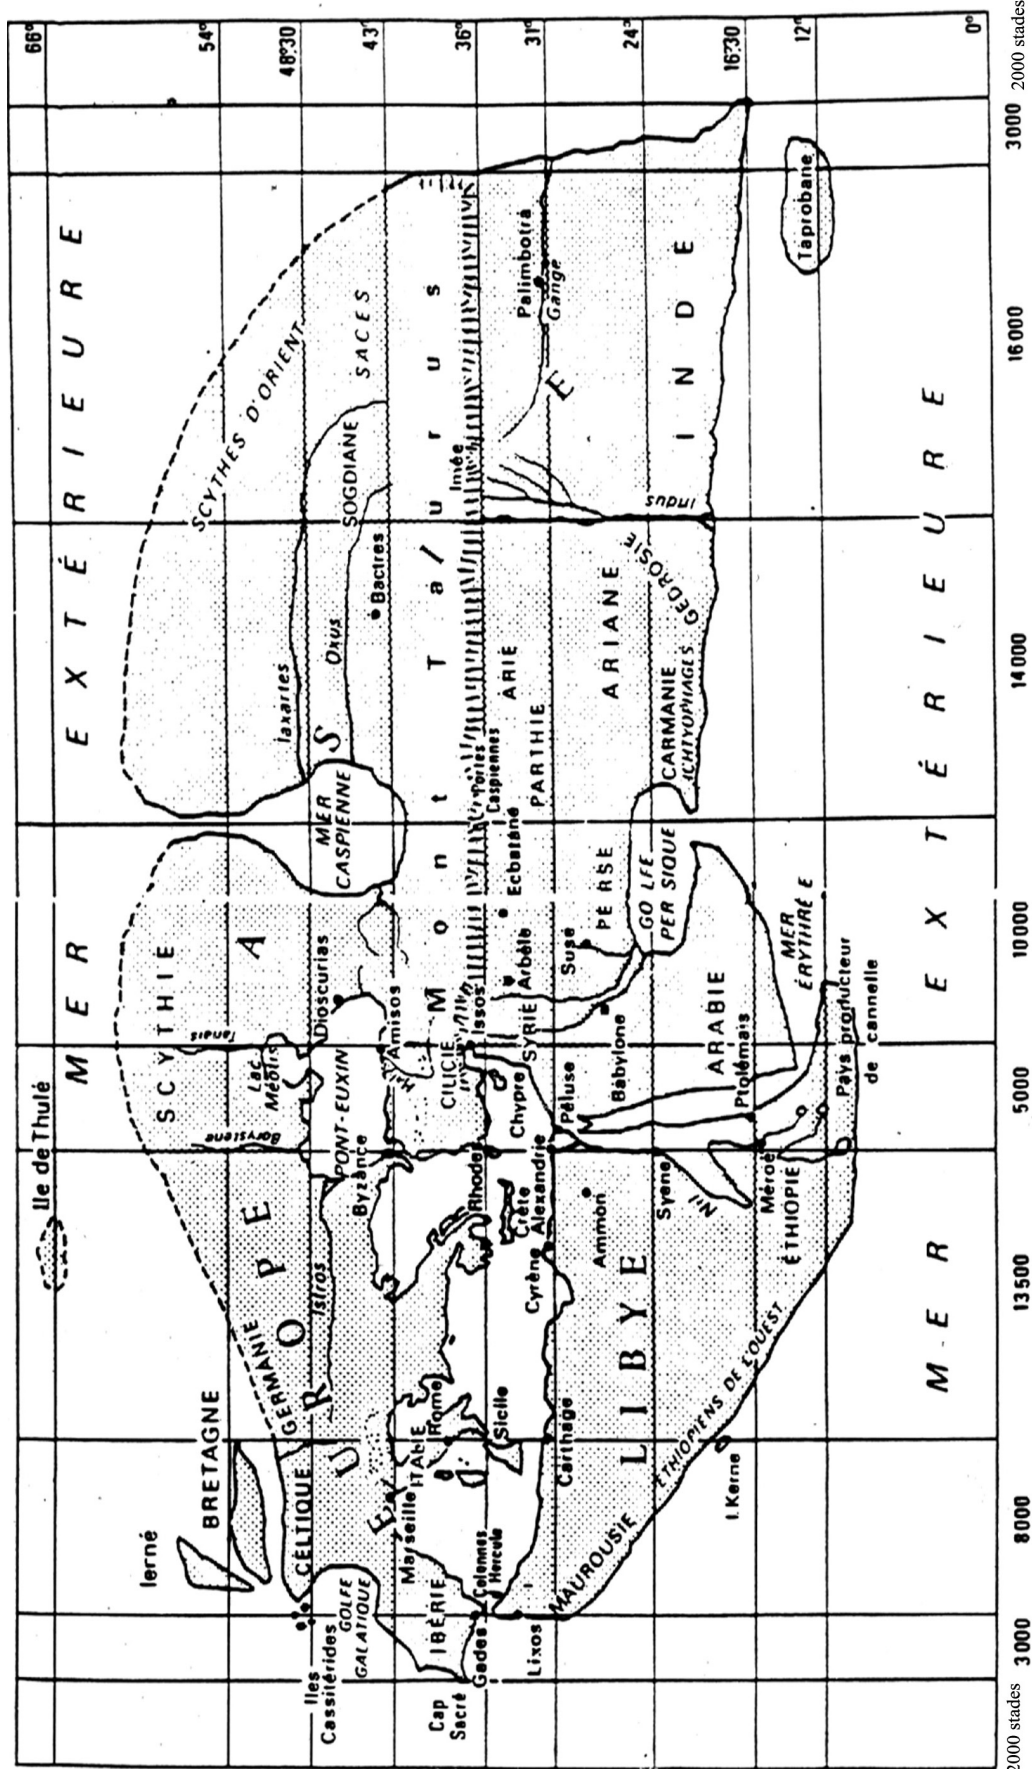 66°
54°
48°30
43°
36°
31°
24°
16°30
12°
0°
MER EXTÉRIEURE
Ile de Thulé
Ierné
BRETAGNE
GERMANIE
CÉLTIQUE
Iles
Cassitérides
GOLFE
GALATIQUE
EUROPE
Istros
SCYTHIE
Borystène
Tanaïs
Lac
Méotis
Dioscurias
PONT-EUXIN
Byzance
Amisos
ASIE
MER
CASPIENNE
Iaxartes
Oxus
Bactres
SOGDIANE
SACES
SCYTHES D'ORIENT
Mont Taurus
Imée
Portes
Caspiennes
Marseille
ITALIE
Rome
Sicile
IBÉRIE
Cap
Sacré
Gades
Colonnes
Hercule
Lixos
Carthage
Rhodes
Crète
Chypre
CILICIE
Issos
SYRIE
Arbèle
Ecbatane
PARTHIE
ARIE
Palimbotra
Gange
Cyrène
Alexandrie
Péluse
Ammon
Babylone
Suse
PERSE
ARIANE
Indus
INDE
GÉDROSIE
CARMANIE
ICHTYOPHAGES
GOLFE
PERSIQUE
LIBYE
MAUROUSIE
ÉTHIOPIENS DE L'OUEST
I. Kerne
Syène
Nil
Méroé
ÉTHIOPIE
Ptolémaïs
ARABIE
MER
ÉRYTHRÉE
Pays producteur
de cannelle
Taprobane
MER EXTÉRIEURE
2000 stades
3000
8000
13500
5000
10000
14000
16000
3000
2000 stades